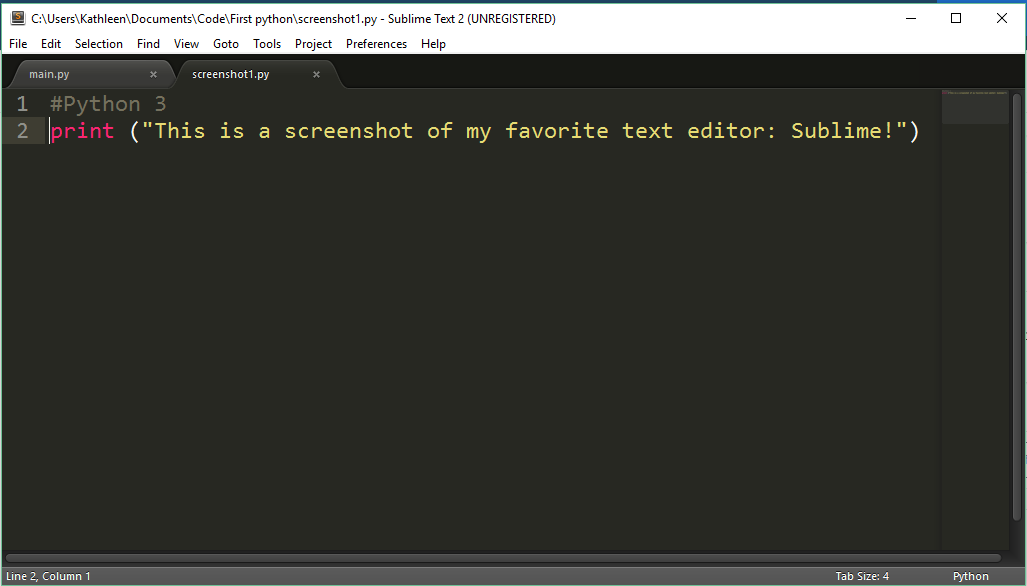 C:\Users\Kathleen\Documents\Code\First python\screenshot1.py - Sublime Text 2 (UNREGISTERED)
File Edit Selection Find View Goto Tools Project Preferences Help
main.py × screenshot1.py ×
1 #Python 3
2 print ("This is a screenshot of my favorite text editor: Sublime!")
Line 2, Column 1 Tab Size: 4 Python